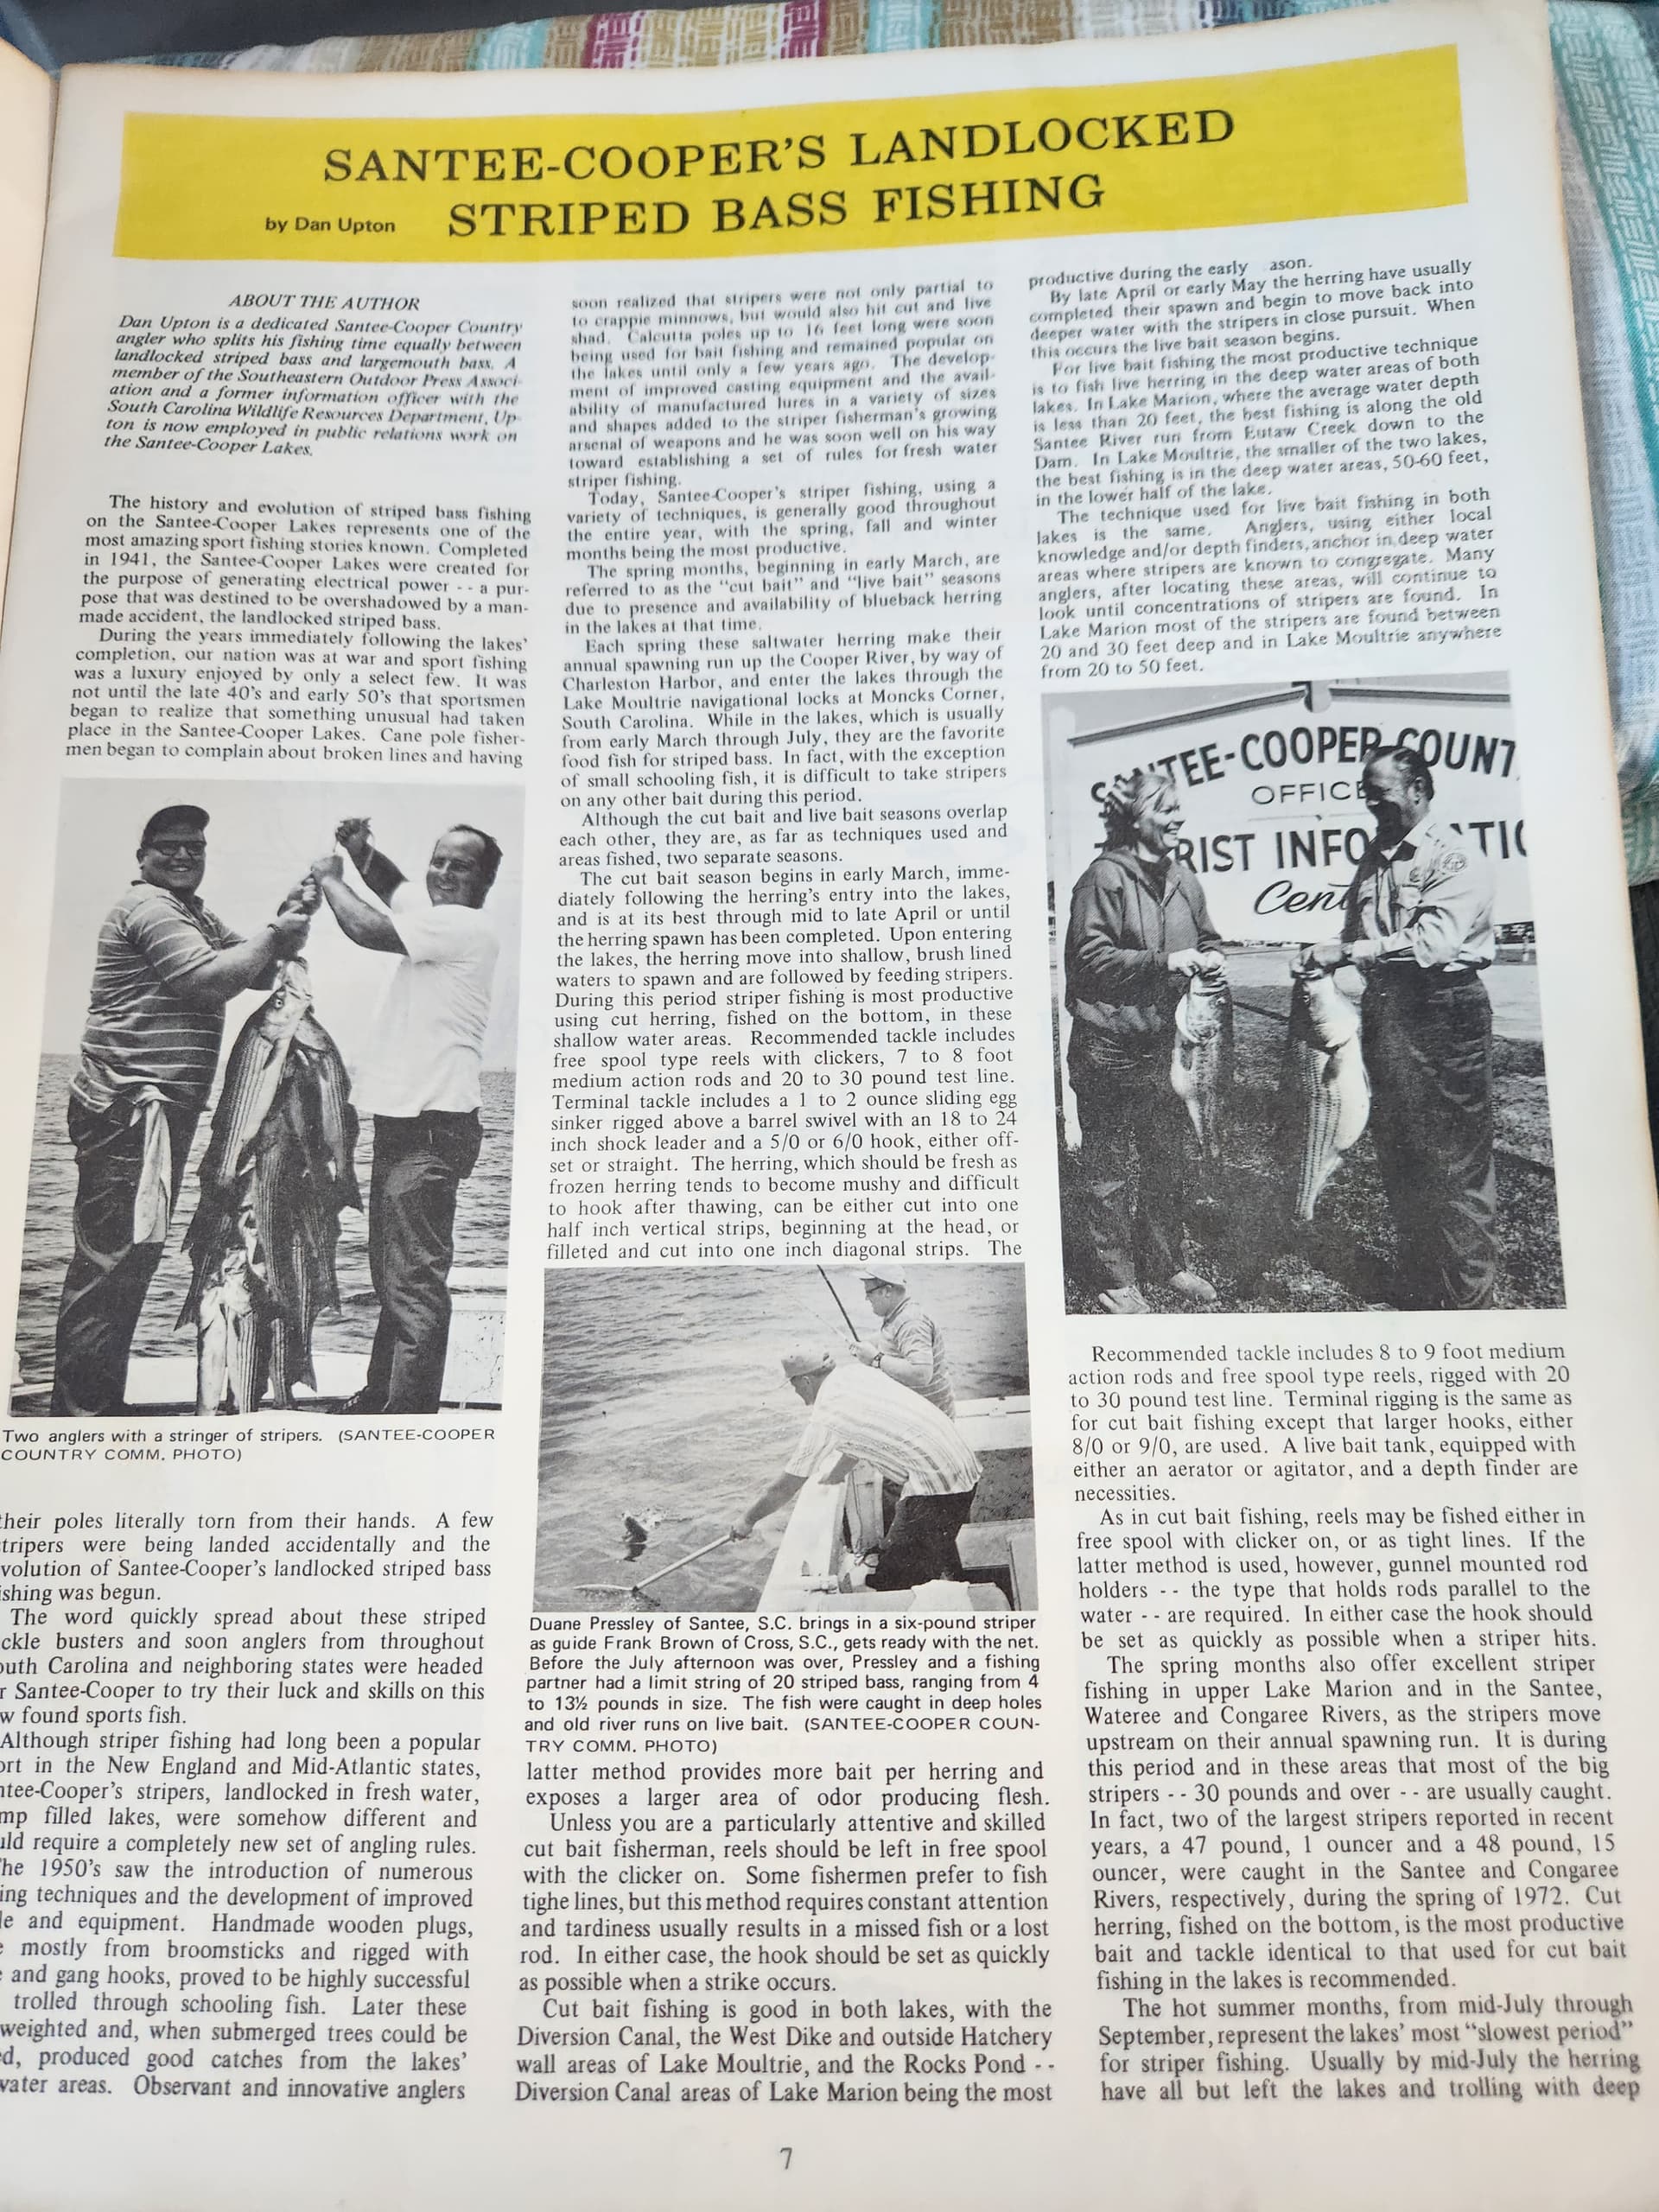 SANTEE-COOPER'S LANDLOCKED
STRIPED BASS FISHING
by Dan Upton
ABOUT THE AUTHOR
Dan Upton is a dedicated Santee-Cooper Country
angler who splits his fishing time equally between
landlocked striped bass and largemouth bass. A
member of the Southeastern Outdoor Press Associ-
ation and a former information officer with the
South Carolina Wildlife Resources Department, Up-
ton is now employed in public relations work on
the Santee-Cooper Lakes.
The history and evolution of striped bass fishing
on the Santee-Cooper Lakes represents one of the
most amazing sport fishing stories known. Completed
in 1941, the Santee-Cooper Lakes were created for
the purpose of generating electrical power -- a pur-
pose that was destined to be overshadowed by a man-
made accident, the landlocked striped bass.
During the years immediately following the lakes'
completion, our nation was at war and sport fishing
was a luxury enjoyed by only a select few. It was
not until the late 40's and early 50's that sportsmen
began to realize that something unusual had taken
place in the Santee-Cooper Lakes. Cane pole fisher-
men began to complain about broken lines and having
Two anglers with a stringer of stripers. (SANTEE-COOPER
COUNTRY COMM. PHOTO)
their poles literally torn from their hands. A few
tripers were being landed accidentally and the
volution of Santee-Cooper's landlocked striped bass
ishing was begun.
The word quickly spread about these striped
ckle busters and soon anglers from throughout
outh Carolina and neighboring states were headed
r Santee-Cooper to try their luck and skills on this
w found sports fish.
Although striper fishing had long been a popular
ort in the New England and Mid-Atlantic states,
ntee-Cooper's stripers, landlocked in fresh water,
mp filled lakes, were somehow different and
uld require a completely new set of angling rules.
he 1950's saw the introduction of numerous
ing techniques and the development of improved
le and equipment. Handmade wooden plugs,
e mostly from broomsticks and rigged with
and gang hooks, proved to be highly successful
trolled through schooling fish. Later these
weighted and, when submerged trees could be
ed, produced good catches from the lakes'
water areas. Observant and innovative anglers
soon realized that stripers were not only partial to
to crappie minnows, but would also hit cut and live
shad. Calcutta poles up to 16 feet long were soon
being used for bait fishing and remained popular on
the lakes until only a few years ago. The develop-
ment of improved casting equipment and the avail-
ability of manufactured lures in a variety of sizes
and shapes added to the striper fisherman's growing
arsenal of weapons and he was soon well on his way
toward establishing a set of rules for fresh water
striper fishing.
Today, Santee-Cooper's striper fishing, using a
variety of techniques, is generally good throughout
the entire year, with the spring, fall and winter
months being the most productive.
The spring months, beginning in early March, are
referred to as the "cut bait" and "live bait" seasons
due to presence and availability of blueback herring
in the lakes at that time.
Each spring these saltwater herring make their
annual spawning run up the Cooper River, by way of
Charleston Harbor, and enter the lakes through the
Lake Moultrie navigational locks at Moncks Corner,
South Carolina. While in the lakes, which is usually
from early March through July, they are the favorite
food fish for striped bass. In fact, with the exception
of small schooling fish, it is difficult to take stripers
on any other bait during this period.
Although the cut bait and live bait seasons overlap
each other, they are, as far as techniques used and
areas fished, two separate seasons.
The cut bait season begins in early March, imme-
diately following the herring's entry into the lakes,
and is at its best through mid to late April or until
the herring spawn has been completed. Upon entering
the lakes, the herring move into shallow, brush lined
waters to spawn and are followed by feeding stripers.
During this period striper fishing is most productive
using cut herring, fished on the bottom, in these
shallow water areas. Recommended tackle includes
free spool type reels with clickers, 7 to 8 foot
medium action rods and 20 to 30 pound test line.
Terminal tackle includes a 1 to 2 ounce sliding egg
sinker rigged above a barrel swivel with an 18 to 24
inch shock leader and a 5/0 or 6/0 hook, either off-
set or straight. The herring, which should be fresh as
frozen herring tends to become mushy and difficult
to hook after thawing, can be either cut into one
half inch vertical strips, beginning at the head, or
filleted and cut into one inch diagonal strips. The
Duane Pressley of Santee, S.C. brings in a six-pound striper
as guide Frank Brown of Cross, S.C., gets ready with the net.
Before the July afternoon was over, Pressley and a fishing
partner had a limit string of 20 striped bass, ranging from 4
to 13½ pounds in size. The fish were caught in deep holes
and old river runs on live bait. (SANTEE-COOPER COUN-
TRY COMM. PHOTO)
latter method provides more bait per herring and
exposes a larger area of odor producing flesh.
Unless you are a particularly attentive and skilled
cut bait fisherman, reels should be left in free spool
with the clicker on. Some fishermen prefer to fish
tighe lines, but this method requires constant attention
and tardiness usually results in a missed fish or a lost
rod. In either case, the hook should be set as quickly
as possible when a strike occurs.
Cut bait fishing is good in both lakes, with the
Diversion Canal, the West Dike and outside Hatchery
wall areas of Lake Moultrie, and the Rocks Pond --
Diversion Canal areas of Lake Marion being the most
productive during the early ason.
By late April or early May the herring have usually
completed their spawn and begin to move back into
deeper water with the stripers in close pursuit. When
this occurs the live bait season begins.
For live bait fishing the most productive technique
is to fish live herring in the deep water areas of both
lakes. In Lake Marion, where the average water depth
is less than 20 feet, the best fishing is along the old
Santee River run from Eutaw Creek down to the
Dam. In Lake Moultrie, the smaller of the two lakes,
the best fishing is in the deep water areas, 50-60 feet,
in the lower half of the lake.
The technique used for live bait fishing in both
lakes is the same. Anglers, using either local
knowledge and/or depth finders, anchor in deep water
areas where stripers are known to congregate. Many
anglers, after locating these areas, will continue to
look until concentrations of stripers are found. In
Lake Marion most of the stripers are found between
20 and 30 feet deep and in Lake Moultrie anywhere
from 20 to 50 feet.
SANTEE-COOPER COUNT
OFFICE
RIST INFO ATIO
Cent
Recommended tackle includes 8 to 9 foot medium
action rods and free spool type reels, rigged with 20
to 30 pound test line. Terminal rigging is the same as
for cut bait fishing except that larger hooks, either
8/0 or 9/0, are used. A live bait tank, equipped with
either an aerator or agitator, and a depth finder are
necessities.
As in cut bait fishing, reels may be fished either in
free spool with clicker on, or as tight lines. If the
latter method is used, however, gunnel mounted rod
holders -- the type that holds rods parallel to the
water -- are required. In either case the hook should
be set as quickly as possible when a striper hits.
The spring months also offer excellent striper
fishing in upper Lake Marion and in the Santee,
Wateree and Congaree Rivers, as the stripers move
upstream on their annual spawning run. It is during
this period and in these areas that most of the big
stripers -- 30 pounds and over -- are usually caught.
In fact, two of the largest stripers reported in recent
years, a 47 pound, 1 ouncer and a 48 pound, 15
ouncer, were caught in the Santee and Congaree
Rivers, respectively, during the spring of 1972. Cut
herring, fished on the bottom, is the most productive
bait and tackle identical to that used for cut bait
fishing in the lakes is recommended.
The hot summer months, from mid-July through
September, represent the lakes' most "slowest period"
for striper fishing. Usually by mid-July the herring
have all but left the lakes and trolling with deep
7